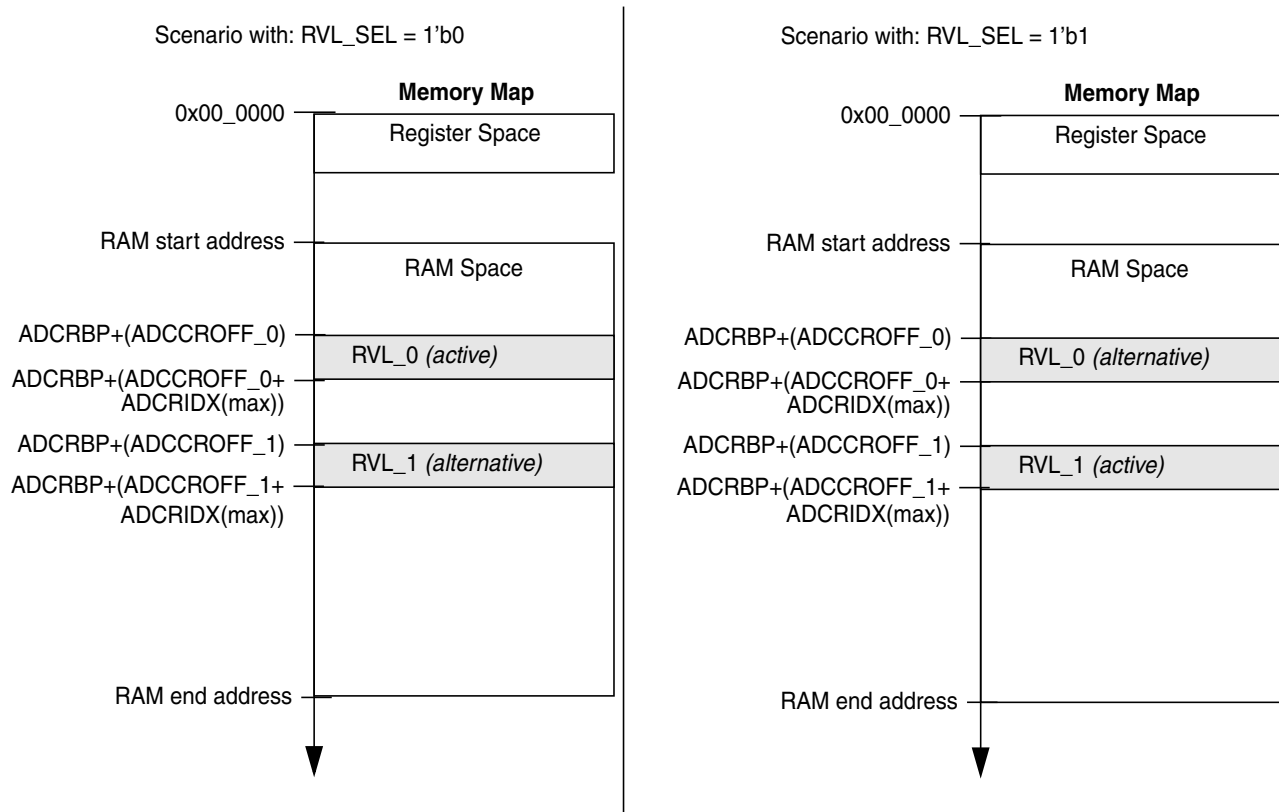 Scenario with: RVL_SEL = 1'b0
Memory Map
0x00_0000
Register Space
RAM start address
RAM Space
ADCRBP+(ADCCROFF_0)
RVL_0 (active)
ADCRBP+(ADCCROFF_0+
ADCRIDX(max))
ADCRBP+(ADCCROFF_1)
RVL_1 (alternative)
ADCRBP+(ADCCROFF_1+
ADCRIDX(max))
RAM end address
Scenario with: RVL_SEL = 1'b1
Memory Map
0x00_0000
Register Space
RAM start address
RAM Space
ADCRBP+(ADCCROFF_0)
RVL_0 (alternative)
ADCRBP+(ADCCROFF_0+
ADCRIDX(max))
ADCRBP+(ADCCROFF_1)
RVL_1 (active)
ADCRBP+(ADCCROFF_1+
ADCRIDX(max))
RAM end address